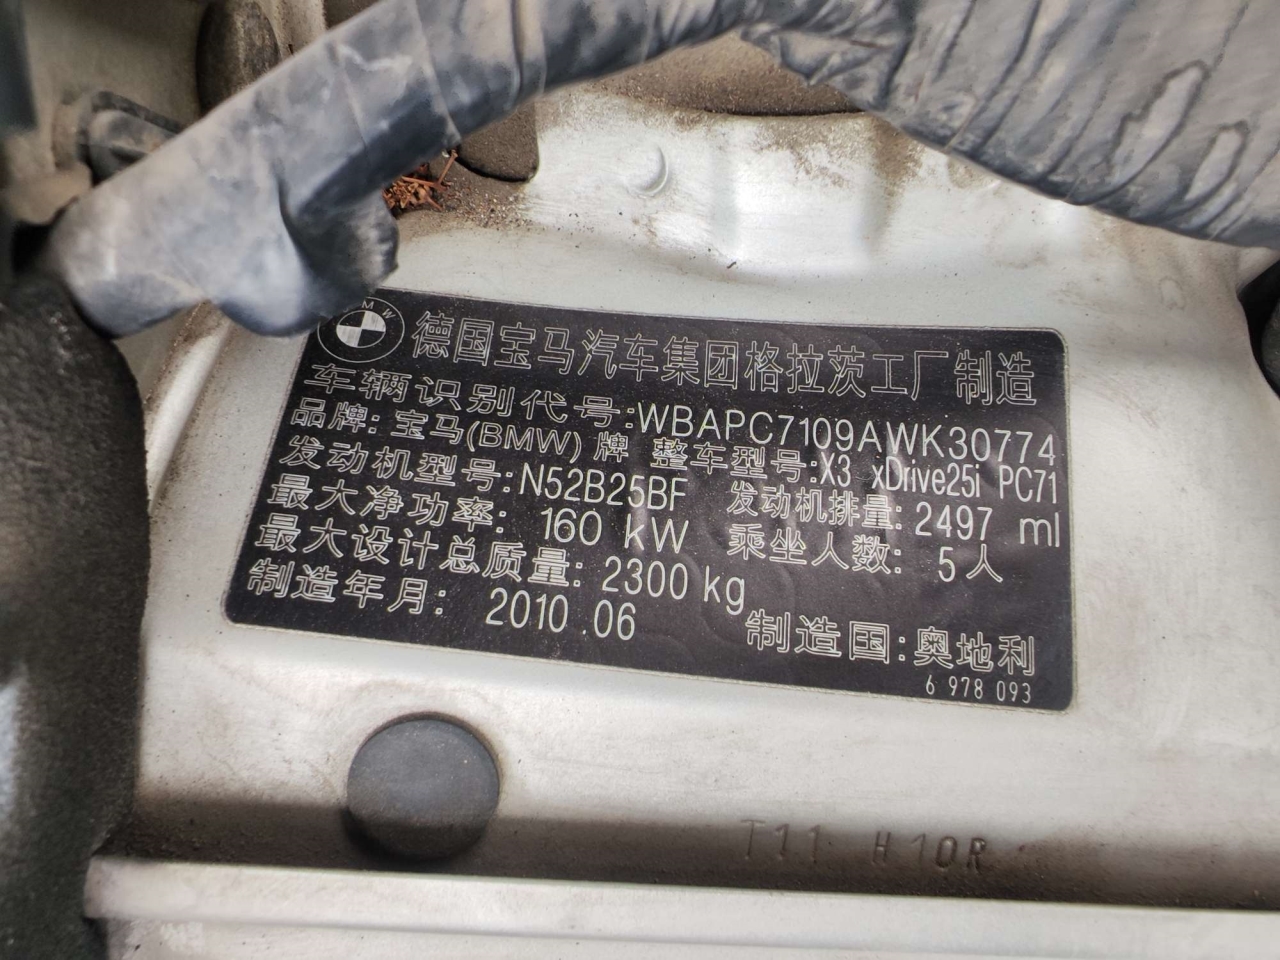 BMW
德国宝马汽车集团格拉茨工厂 制造
车辆识别代号:WBAPC7109AWK30774
品牌: 宝马(BMW)牌 整车型号:X3 xDrive25i PC71
发动机型号:N52B25BF 发动机排量:2497 ml
最大净功率: 160 kW 乘坐人数: 5人
最大设计总质量: 2300 kg
制造年月: 2010.06 制造国:奥地利
6 978 093
T11 H10R